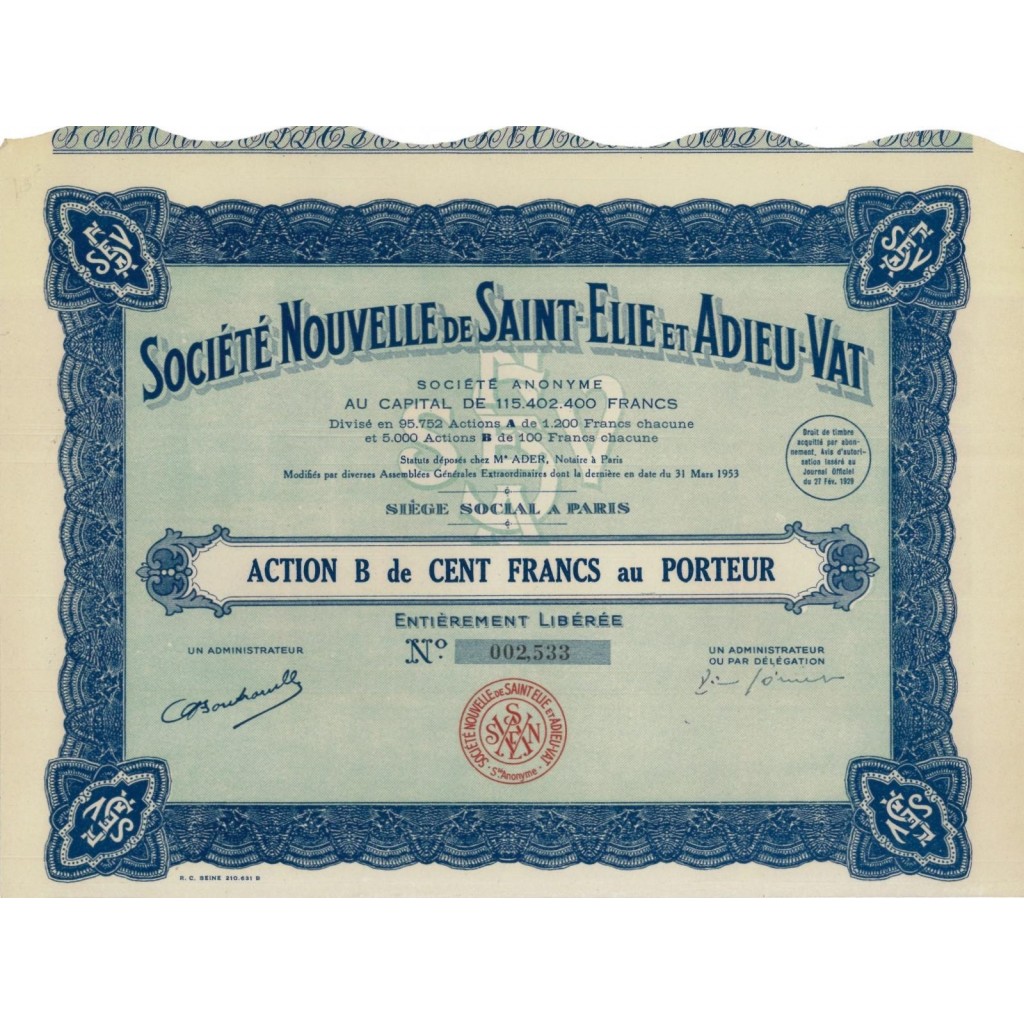 SOCIÉTÉ NOUVELLE DE SAINT-ELIE ET ADIEU-VAT
SOCIÉTÉ ANONYME
AU CAPITAL DE 115.402.400 FRANCS
Divisé en 95.752 Actions A de 1.200 Francs chacune
et 5.000 Actions B de 100 Francs chacune
Statuts déposés chez Mᵉ ADER, Notaire à Paris
Modifiés par diverses Assemblées Générales Extraordinaires dont la dernière en date du 31 Mars 1953
SIÈGE SOCIAL A PARIS
Droit de timbre
acquitté par abon-
nement, Avis d'autori-
sation inséré au
Journal Officiel
du 27 Fév. 1929
ACTION B de CENT FRANCS au PORTEUR
ENTIÈREMENT LIBÉRÉE
Nº 002,533
UN ADMINISTRATEUR
UN ADMINISTRATEUR
OU PAR DÉLÉGATION
SOCIÉTÉ NOUVELLE DE SAINT ELIE ET ADIEU-VAT
Sté Anonyme
R. C. SEINE 210.651 B